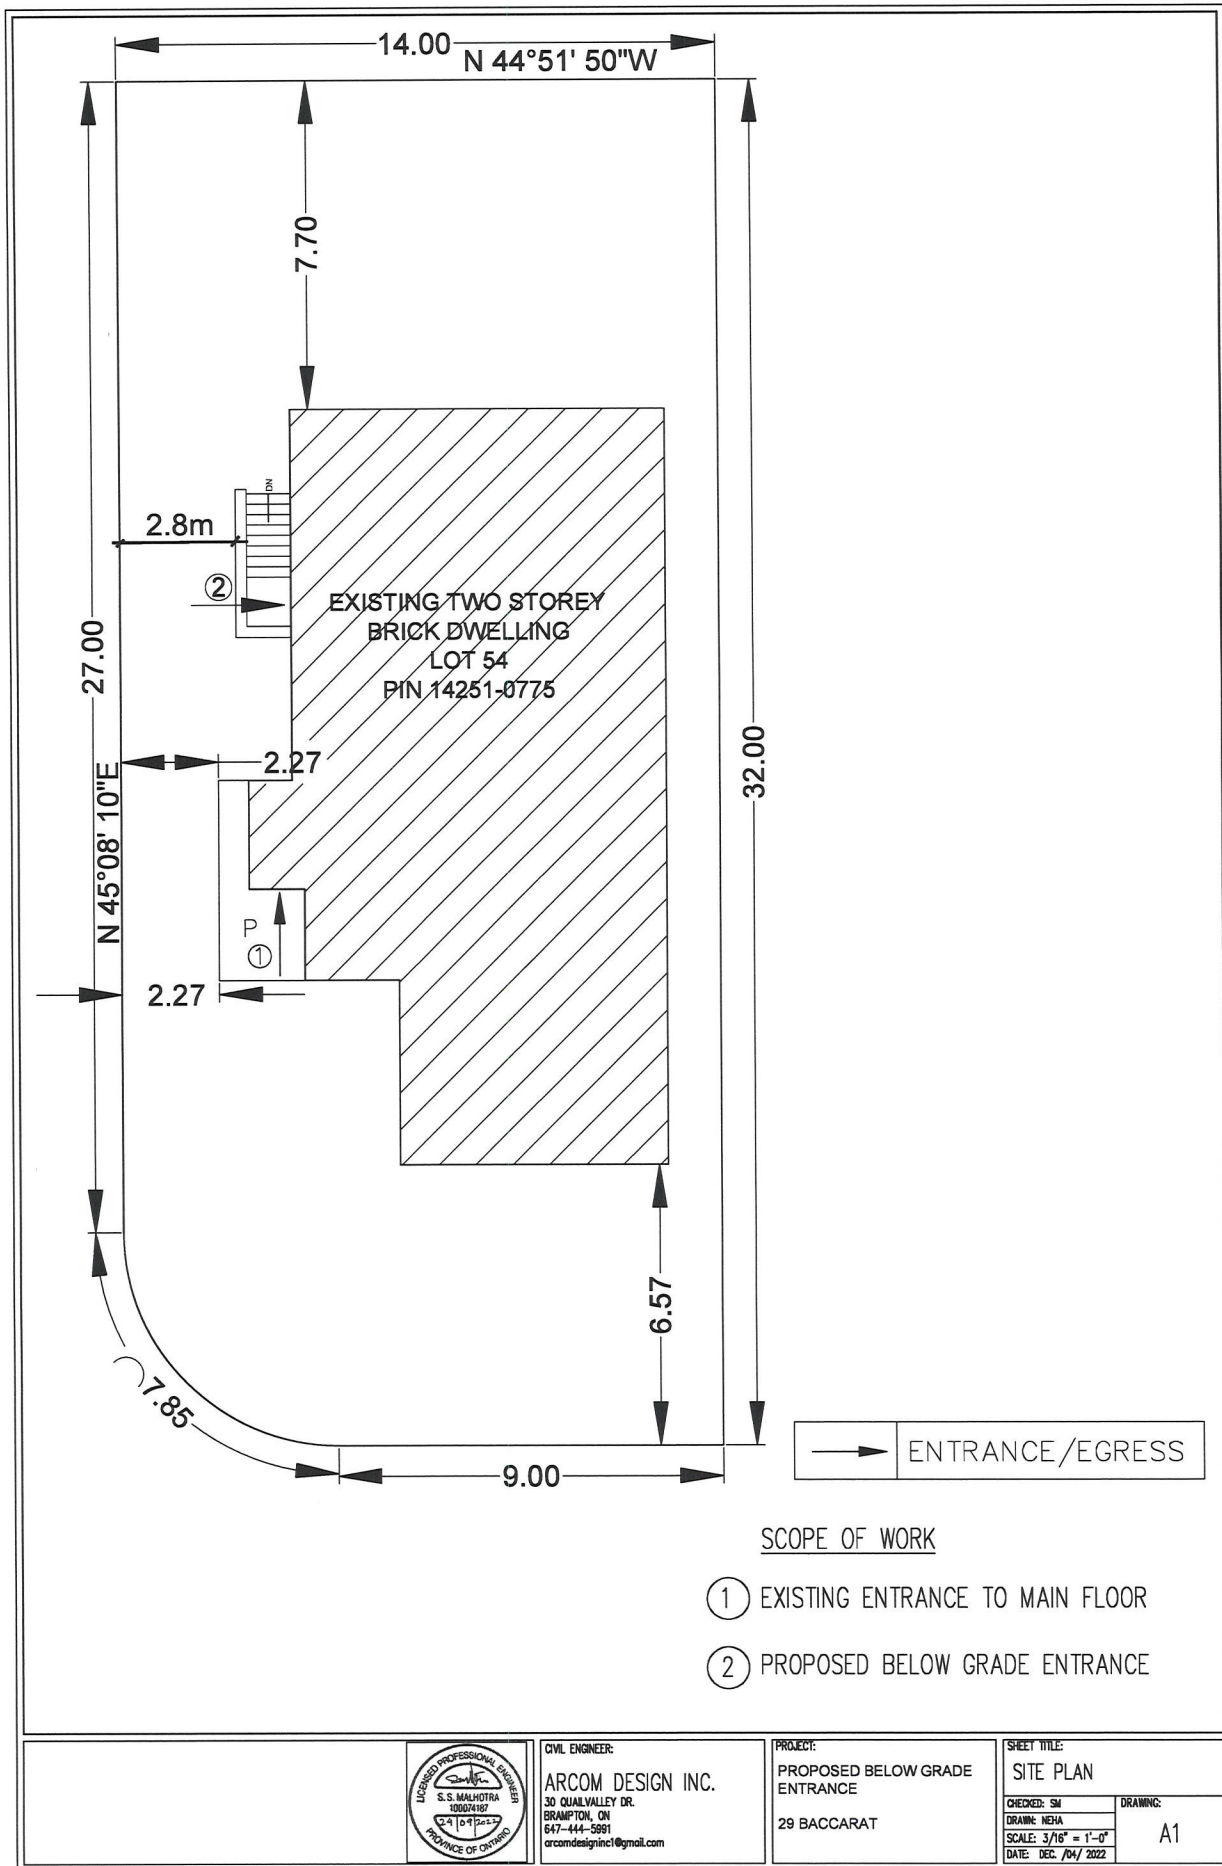 14.00
N 44°51' 50"W
7.70
DN
2.8m
2
EXISTING TWO STOREY
BRICK DWELLING
LOT 54
PIN 14251-0775
27.00
N 45°08' 10"E
2.27
32.00
P
1
2.27
6.57
7.85
9.00
ENTRANCE/EGRESS
SCOPE OF WORK
1 EXISTING ENTRANCE TO MAIN FLOOR
2 PROPOSED BELOW GRADE ENTRANCE
LICENSED PROFESSIONAL ENGINEER
S.S. MALHOTRA
100074187
24/09/2022
PROVINCE OF ONTARIO
CIVIL ENGINEER:
ARCOM DESIGN INC.
30 QUAILVALLEY DR.
BRAMPTON, ON
647-444-5991
arcomdesigninc1@gmail.com
PROJECT:
PROPOSED BELOW GRADE
ENTRANCE
29 BACCARAT
SHEET TITLE:
SITE PLAN
CHECKED: SM
DRAWN: NEHA
SCALE: 3/16" = 1'-0"
DATE: DEC. /04/ 2022
DRAWING:
A1